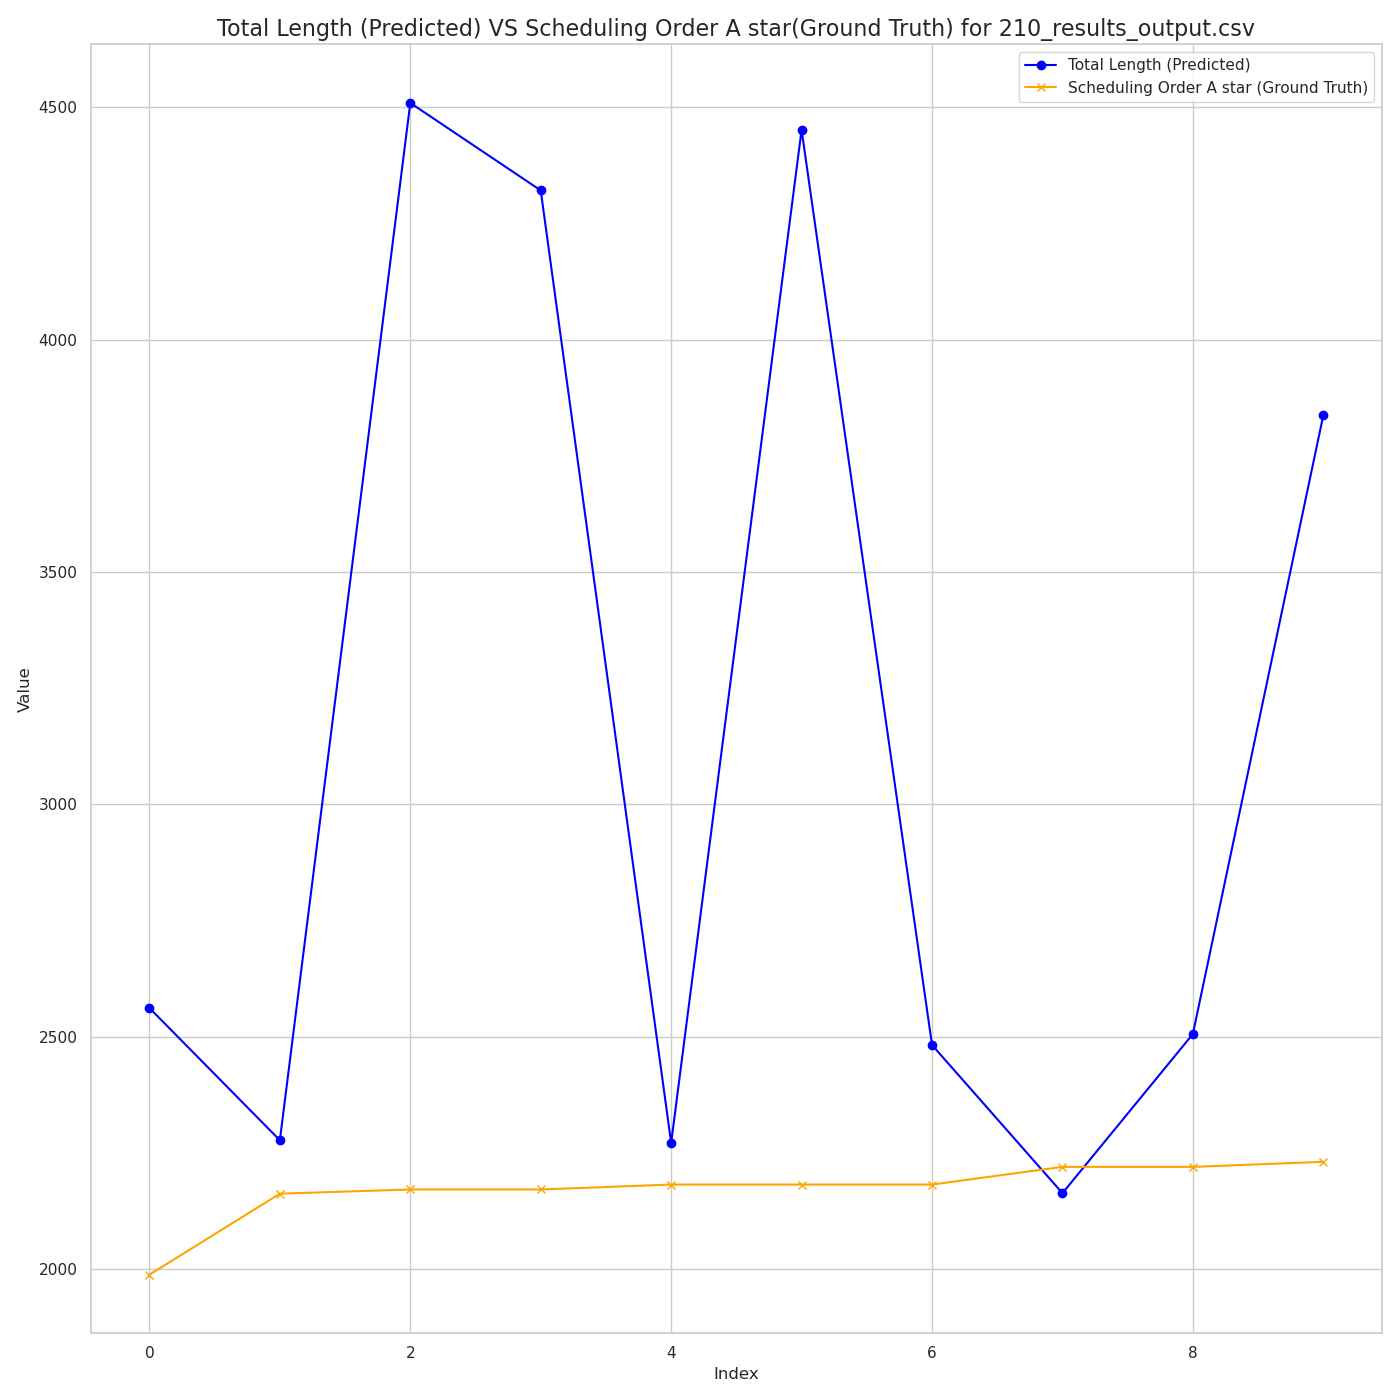 Total Length (Predicted) VS Scheduling Order A star(Ground Truth) for 210_results_output.csv
Total Length (Predicted)
Scheduling Order A star (Ground Truth)
4500
4000
3500
3000
2500
2000
Value
0 2 4 6 8
Index